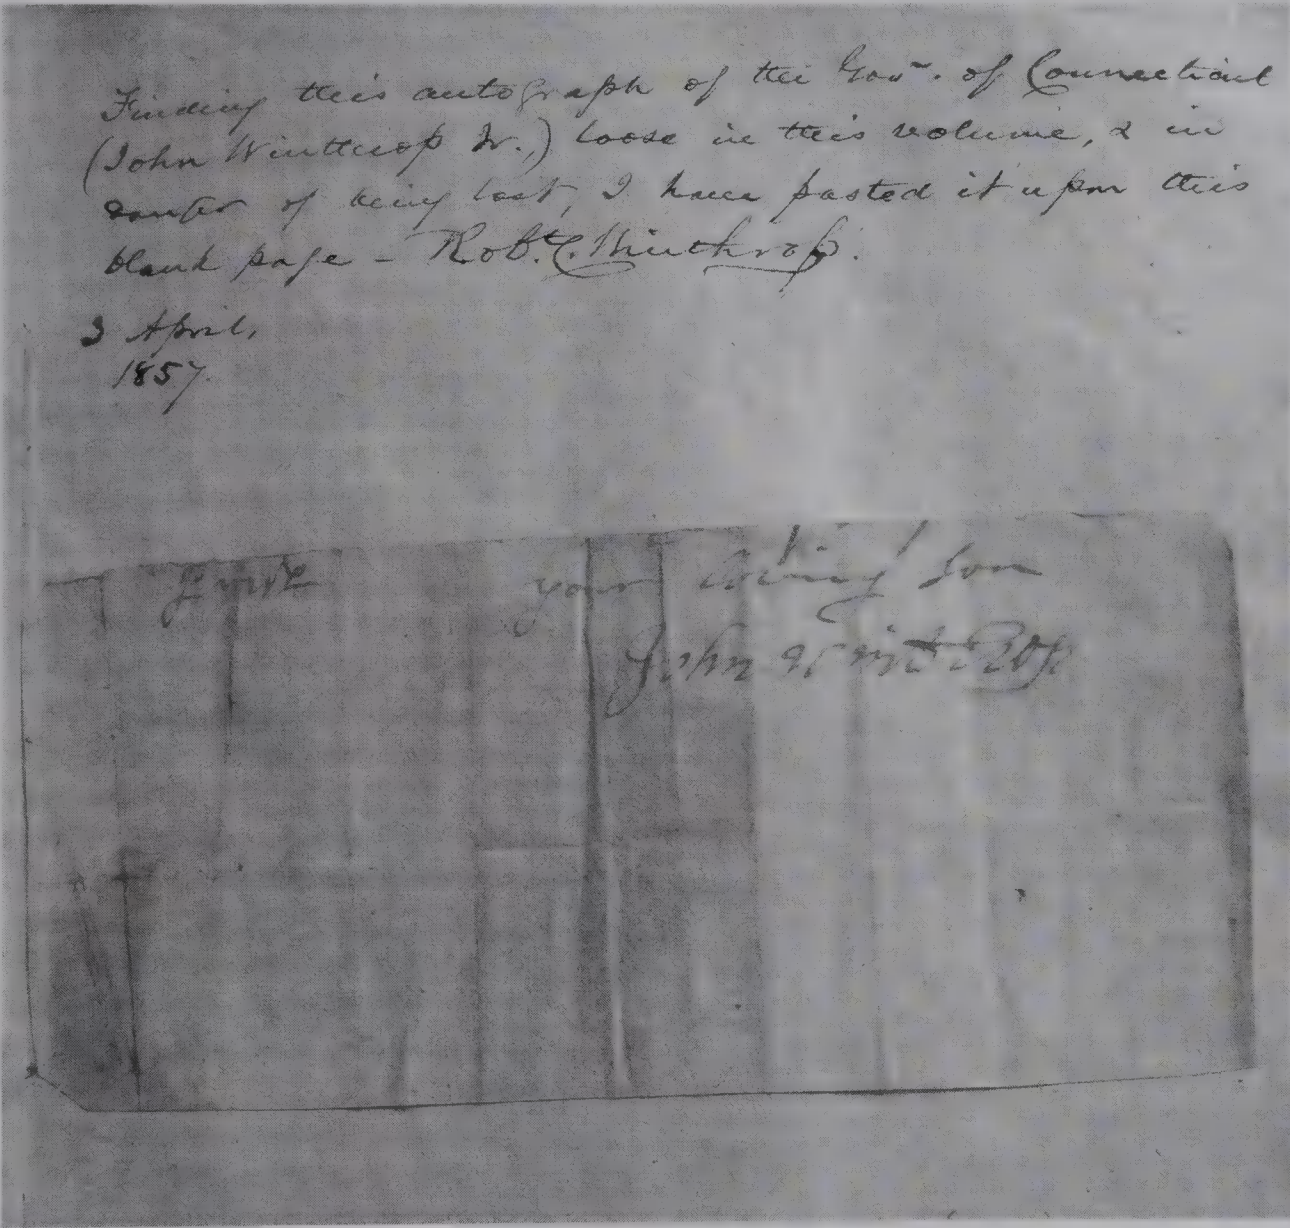 Finding this autograph of the Govr. of Connecticut
(John Winthrop Jr.,) loose in this volume, & in
danger of being lost, I have pasted it upon this
blank page - Robt. C. Winthrop.
3 April,
1857.
your loving son
John Winthrop